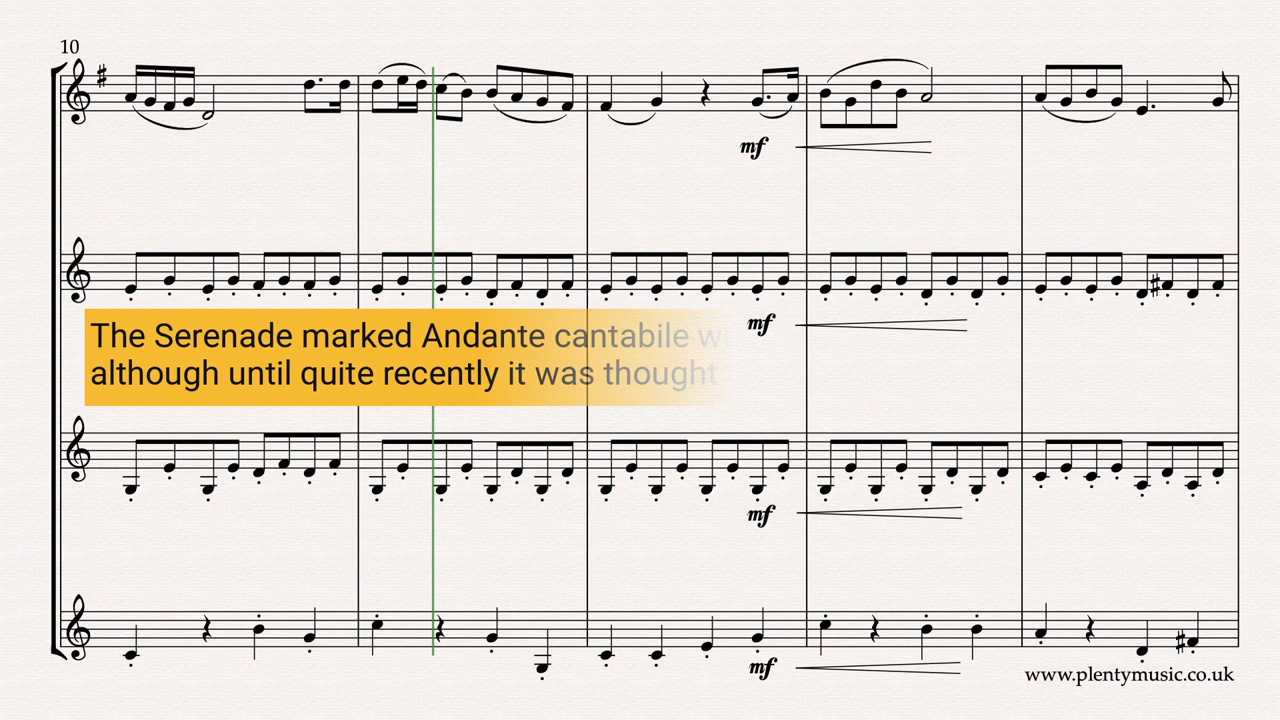 10
The Serenade marked Andante cantabile
although until quite recently it was thought
mf
mf
mf
mf
www.plentymusic.co.uk